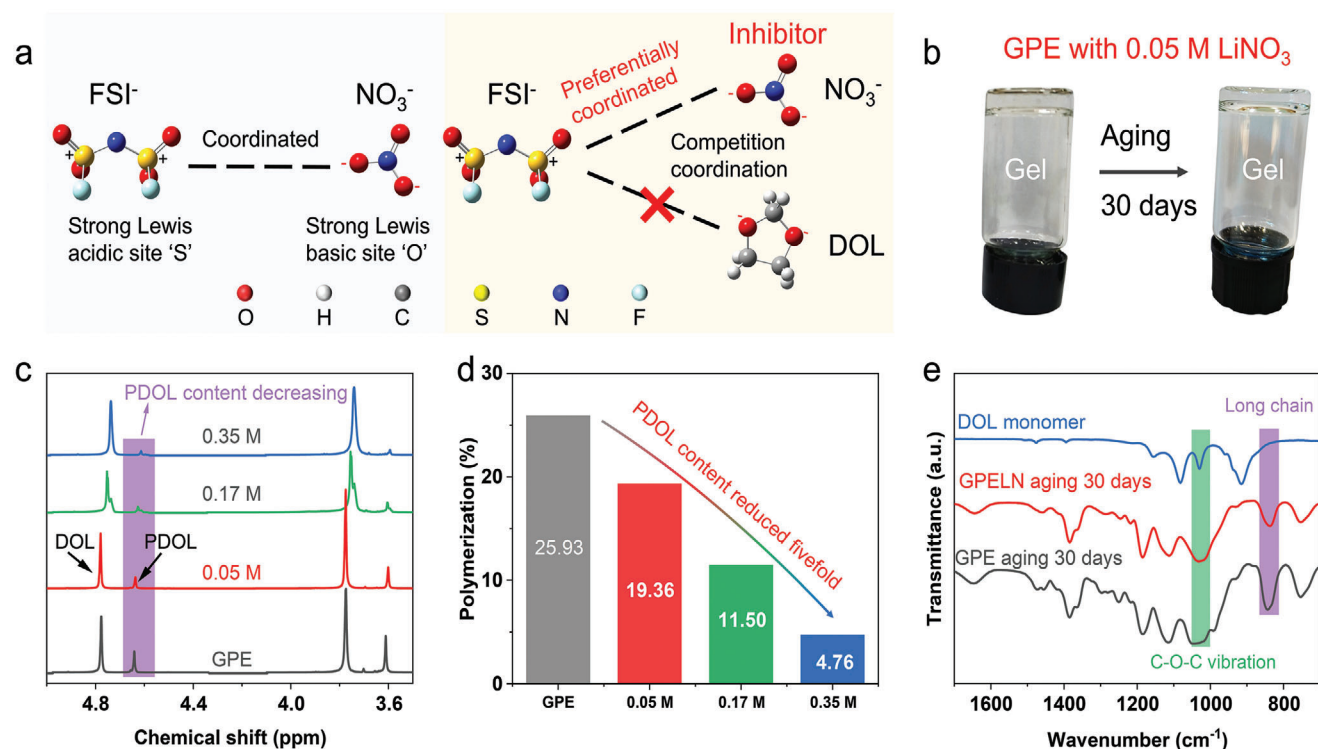 a
FSI⁻
NO₃⁻
Coordinated
Strong Lewis
acidic site 'S'
Strong Lewis
basic site 'O'
FSI⁻
Preferentially
coordinated
Inhibitor
NO₃⁻
Competition
coordination
DOL
O H C S N F
b
GPE with 0.05 M LiNO₃
Gel
Aging
30 days
Gel
c
PDOL content decreasing
0.35 M
0.17 M
DOL
PDOL
0.05 M
GPE
4.8 4.4 4.0 3.6
Chemical shift (ppm)
d
Polymerization (%)
30
20
10
0
PDOL content reduced fivefold
25.93
19.36
11.50
4.76
GPE 0.05 M 0.17 M 0.35 M
e
Transmittance (a.u.)
DOL monomer
Long chain
GPELN aging 30 days
GPE aging 30 days
C-O-C vibration
1600 1400 1200 1000 800
Wavenumber (cm⁻¹)